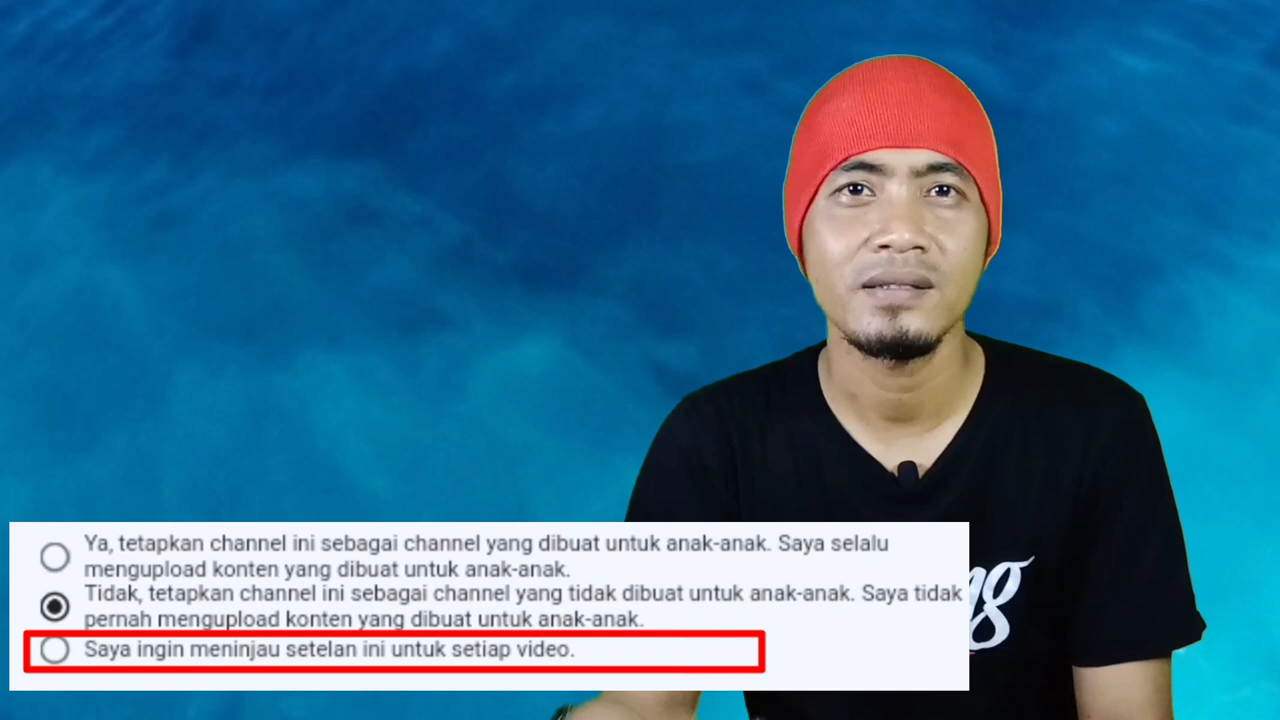 Ya, tetapkan channel ini sebagai channel yang dibuat untuk anak-anak. Saya selalu
mengupload konten yang dibuat untuk anak-anak.
Tidak, tetapkan channel ini sebagai channel yang tidak dibuat untuk anak-anak. Saya tidak
pernah mengupload konten yang dibuat untuk anak-anak.
Saya ingin meninjau setelan ini untuk setiap video.